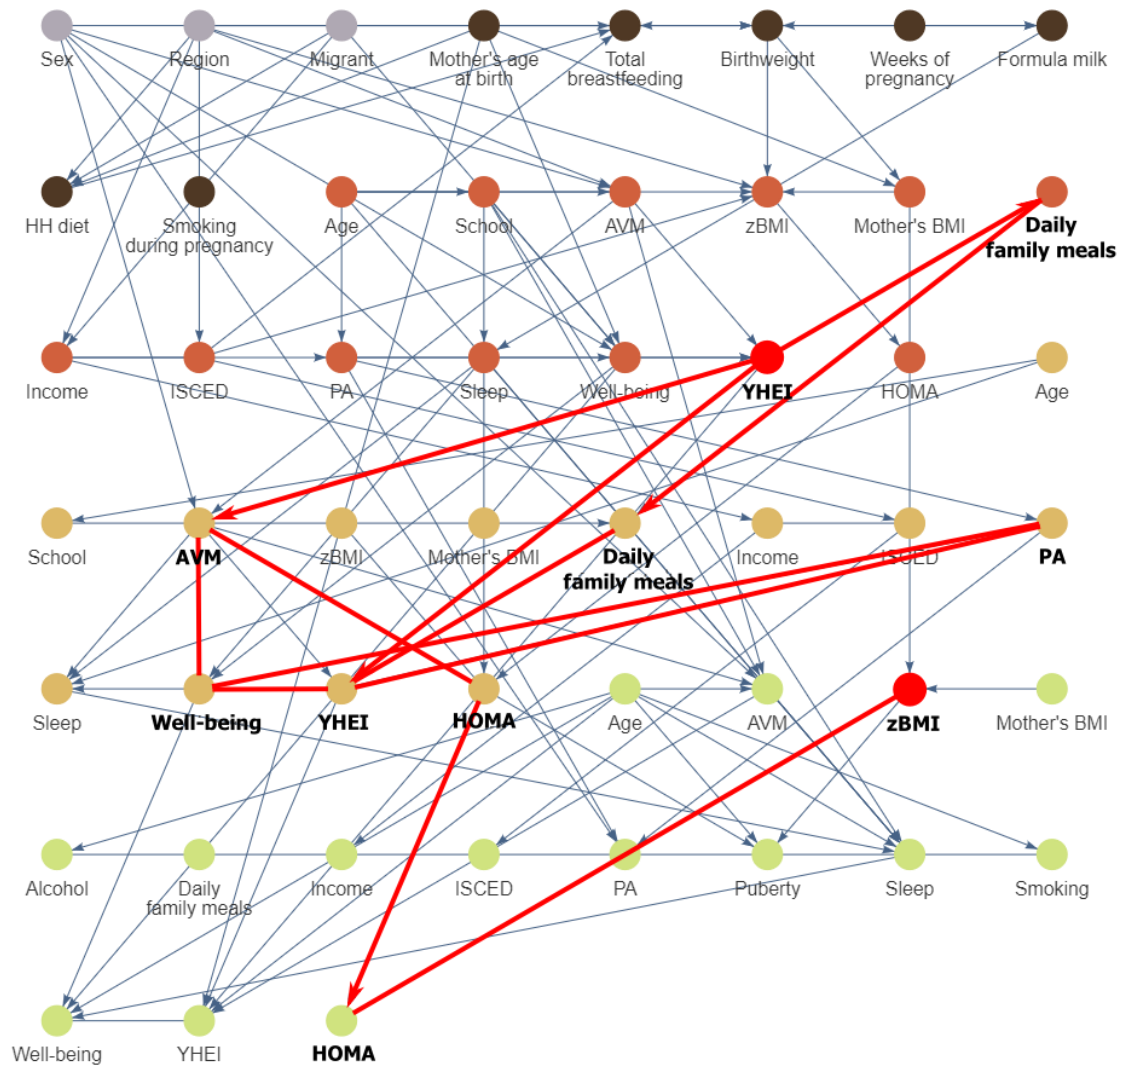 Sex Region Migrant Mother's age Total Birthweight Weeks of Formula milk
at birth breastfeeding pregnancy
HH diet Smoking Age School AVM zBMI Mother's BMI Daily
during pregnancy family meals
Income ISCED PA Sleep Well-being YHEI HOMA Age
School AVM zBMI Mother's BMI Daily Income ISCED PA
family meals
Sleep Well-being YHEI HOMA Age AVM zBMI Mother's BMI
Alcohol Daily Income ISCED PA Puberty Sleep Smoking
family meals
Well-being YHEI HOMA